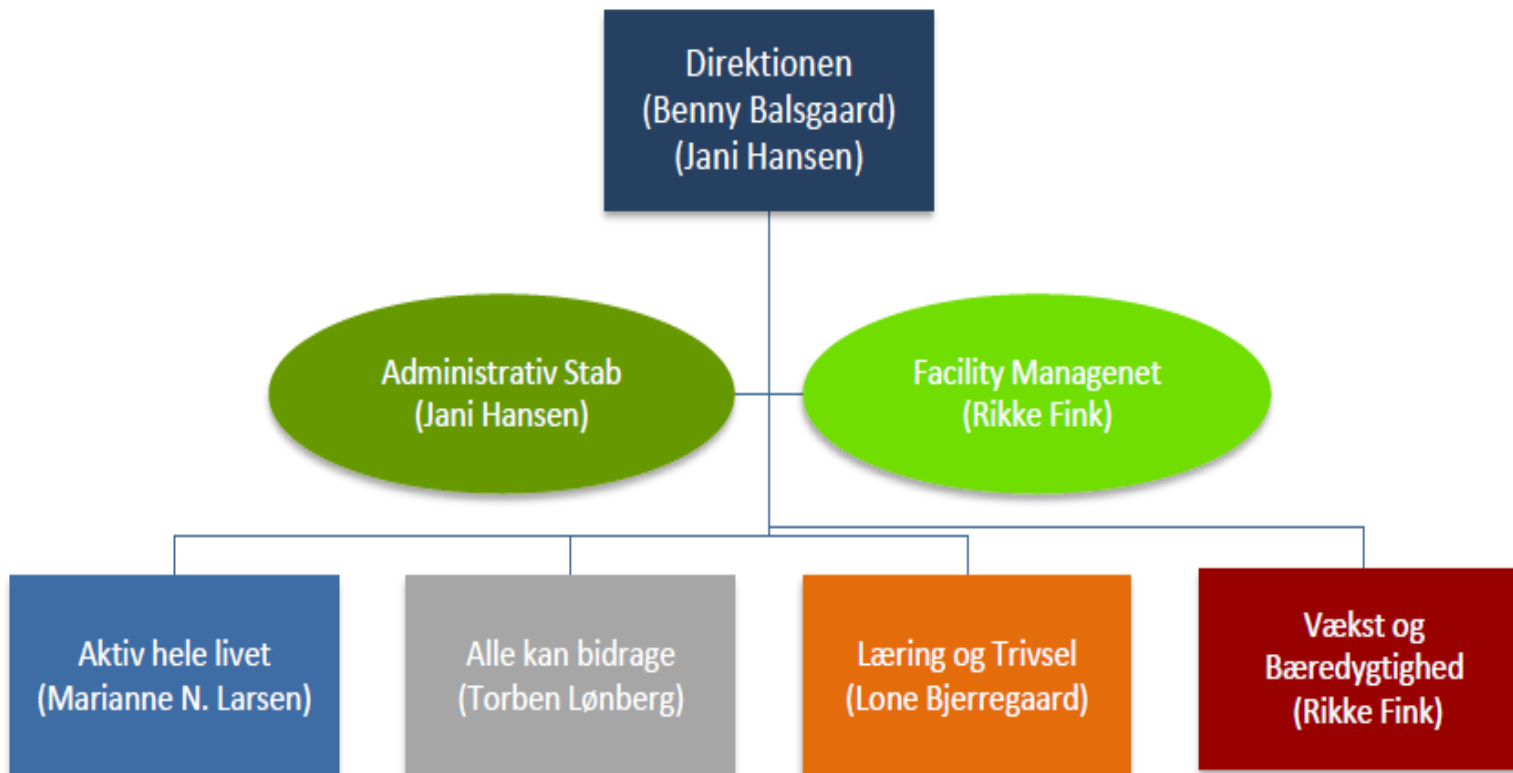 Direktionen
(Benny Balsgaard)
(Jani Hansen)
Administrativ Stab
(Jani Hansen)
Facility Managenet
(Rikke Fink)
Aktiv hele livet
(Marianne N. Larsen)
Alle kan bidrage
(Torben Lønberg)
Læring og Trivsel
(Lone Bjerregaard)
Vækst og
Bæredygtighed
(Rikke Fink)